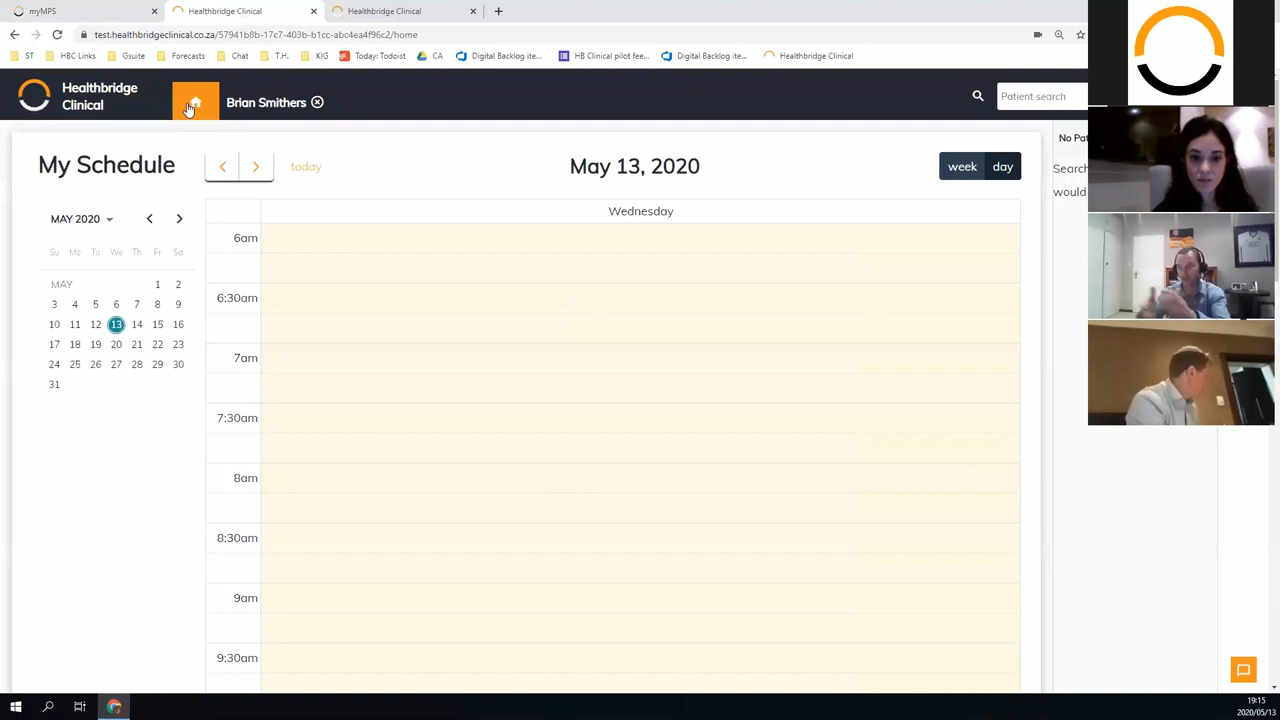 myMPS
Healthbridge Clinical
Healthbridge Clinical
test.healthbridgeclinical.co.za/57941b8b-17c7-403b-b1cc-abc4ea4f96c2/home
ST
HBC Links
Gsuite
Forecasts
Chat
T.H.
KIG
Today: Todoist
CA
Digital Backlog ite...
HB Clinical pilot fee...
Digital Backlog ite...
Healthbridge Clinical
Healthbridge
Clinical
Brian Smithers
Patient search
My Schedule
today
May 13, 2020
week
day
No Pat
Search
would
MAY 2020
Wednesday
Su Mo Tu We Th Fr Sa
MAY 1 2
3 4 5 6 7 8 9
10 11 12 13 14 15 16
17 18 19 20 21 22 23
24 25 26 27 28 29 30
31
6am
6:30am
7am
7:30am
8am
8:30am
9am
9:30am
19:15
2020/05/13